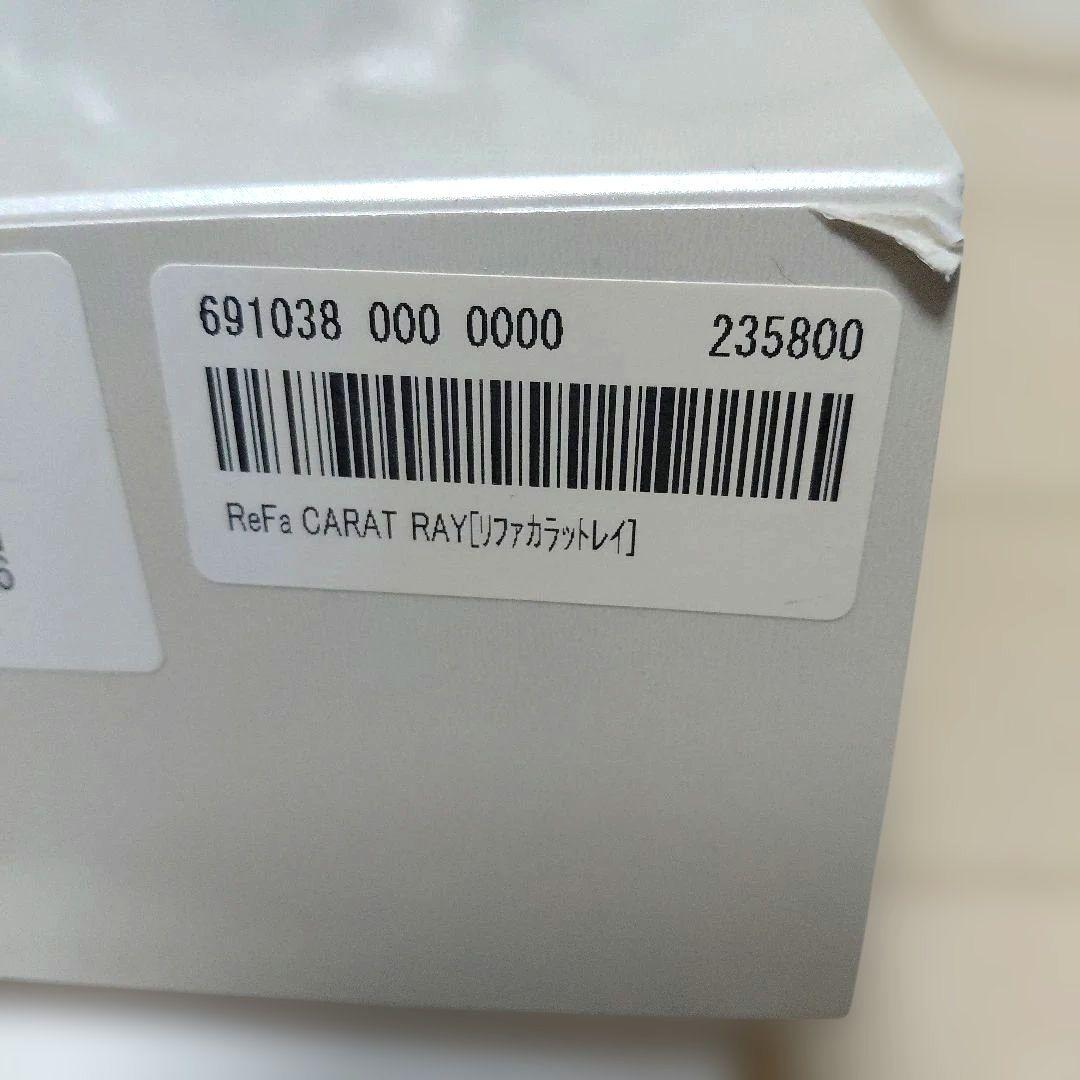 691038 000 0000 235800
ReFa CARAT RAY[ﾘﾌｧｶﾗｯﾄﾚｲ]